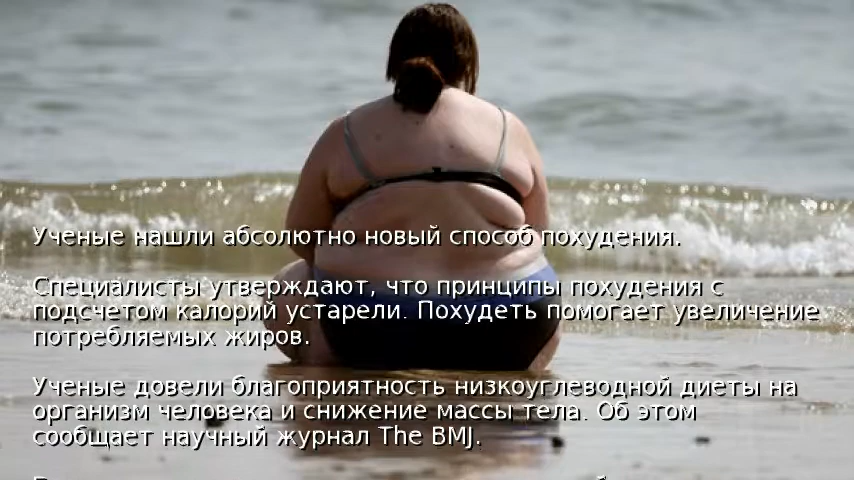 Ученые нашли абсолютно новый способ похудения.
Специалисты утверждают, что принципы похудения с
подсчетом калорий устарели. Похудеть помогает увеличение
потребляемых жиров.
Ученые довели благоприятность низкоуглеводной диеты на
организм человека и снижение массы тела. Об этом
сообщает научный журнал The BMJ.